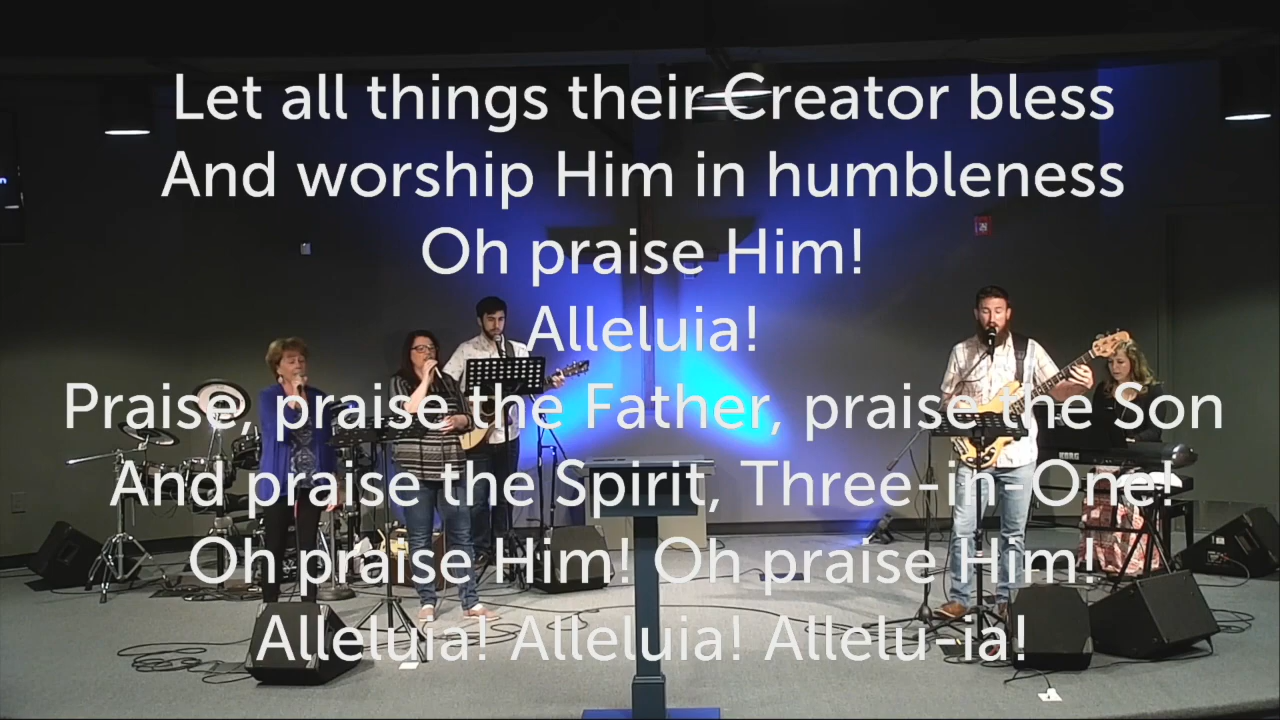 Let all things their Creator bless
And worship Him in humbleness
Oh praise Him!
Alleluia!
Praise, praise the Father, praise the Son
And praise the Spirit, Three-in-One!
Oh praise Him! Oh praise Him!
Alleluia! Alleluia! Allelu-ia!
KORG